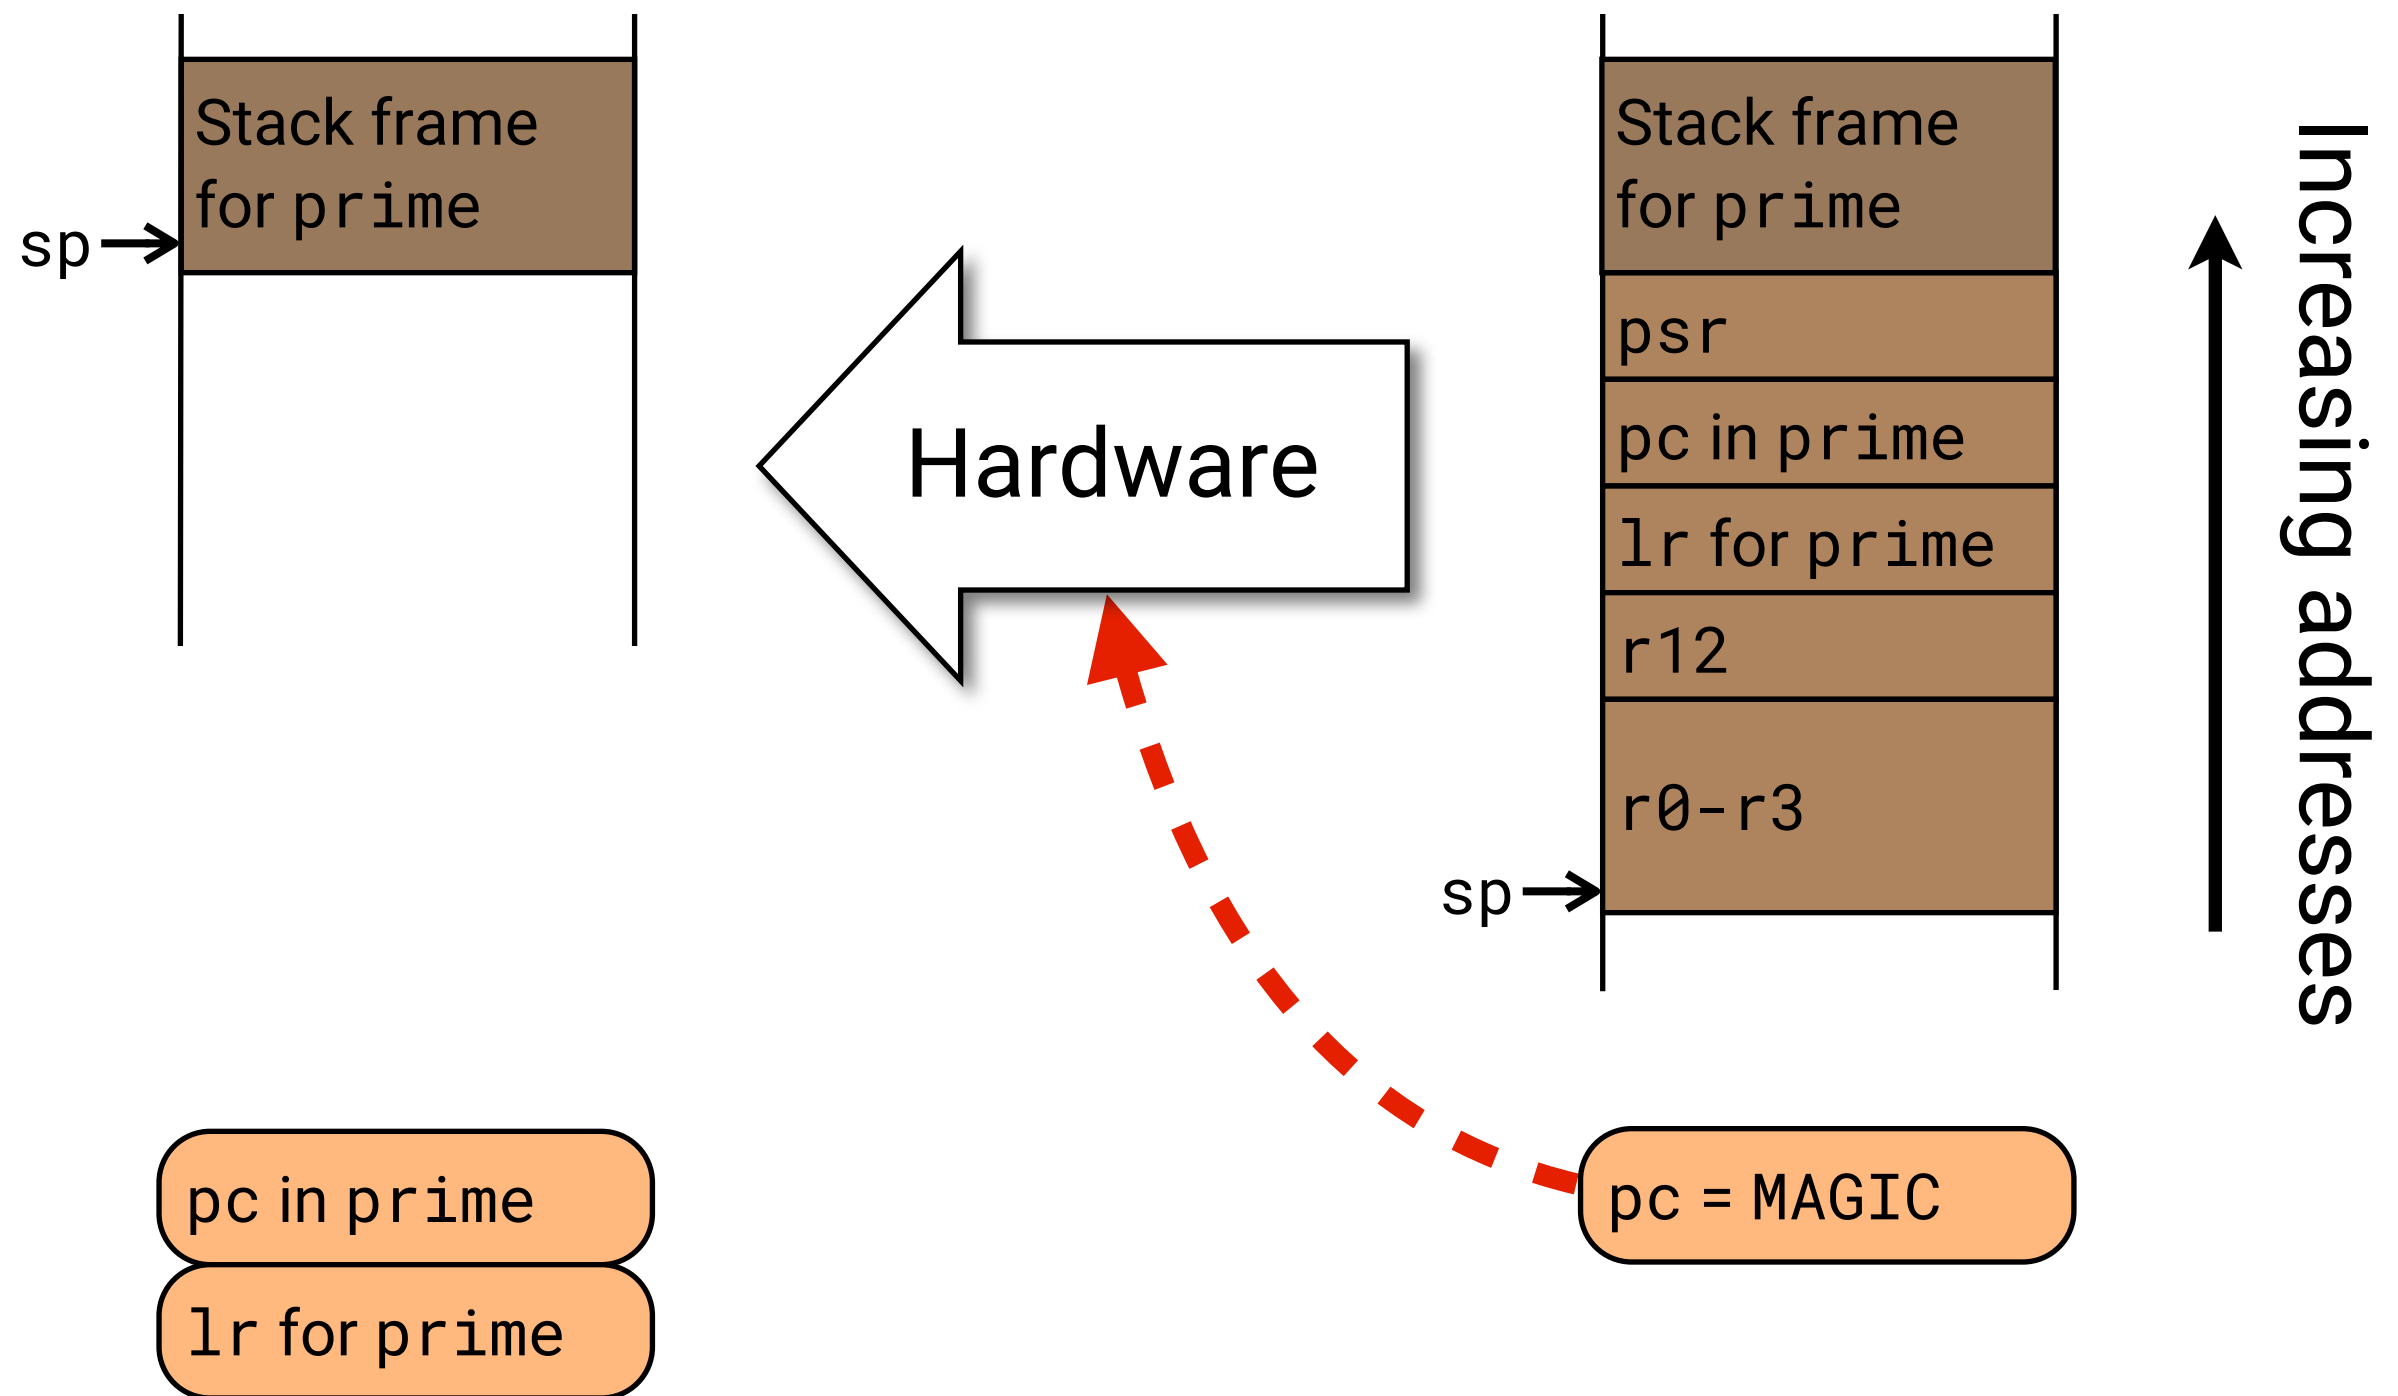 Stack frame
for prime
sp
Hardware
Stack frame
for prime
psr
pc in prime
lr for prime
r12
r0-r3
sp
Increasing addresses
pc in prime
lr for prime
pc = MAGIC